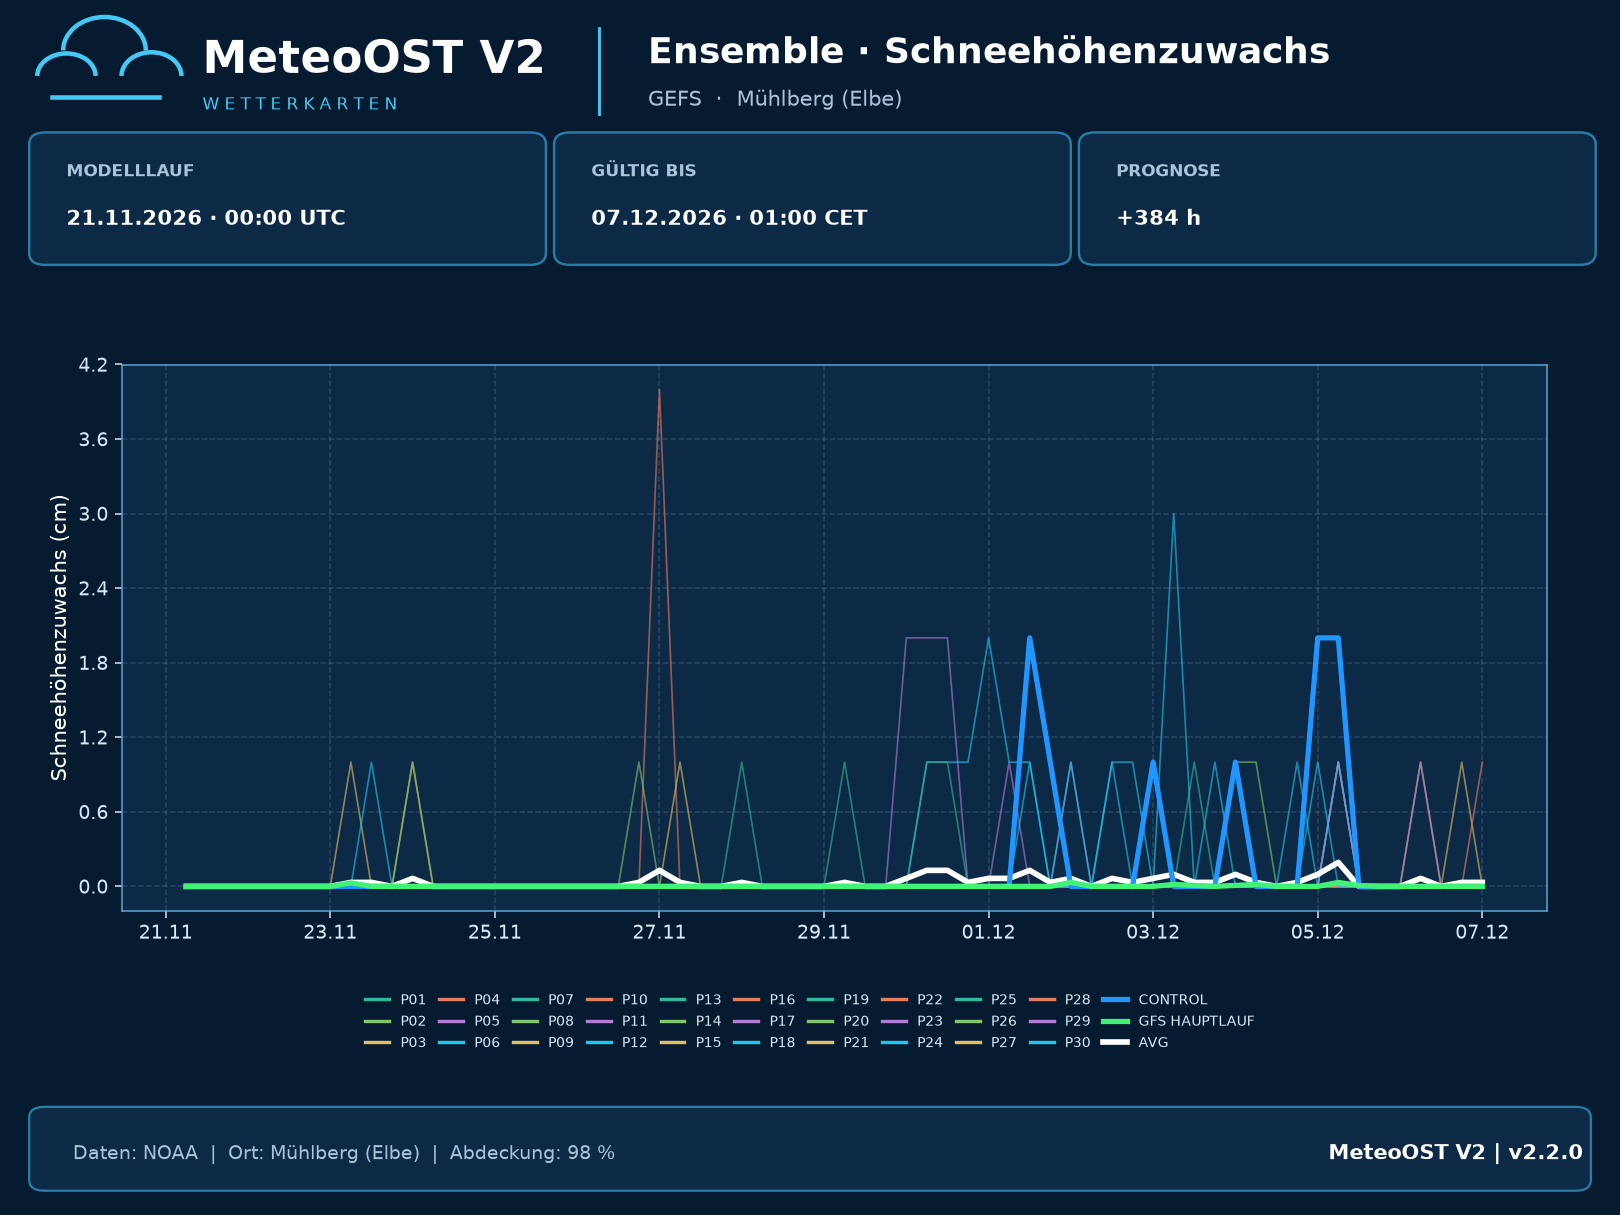 MeteoOST V2
WETTERKARTEN
Ensemble · Schneehöhenzuwachs
GEFS · Mühlberg (Elbe)
MODELLLAUF
21.11.2026 · 00:00 UTC
GÜLTIG BIS
07.12.2026 · 01:00 CET
PROGNOSE
+384 h
Schneehöhenzuwachs (cm)
4.2
3.6
3.0
2.4
1.8
1.2
0.6
0.0
21.11 23.11 25.11 27.11 29.11 01.12 03.12 05.12 07.12
P01 P04 P07 P10 P13 P16 P19 P22 P25 P28 CONTROL
P02 P05 P08 P11 P14 P17 P20 P23 P26 P29 GFS HAUPTLAUF
P03 P06 P09 P12 P15 P18 P21 P24 P27 P30 AVG
Daten: NOAA | Ort: Mühlberg (Elbe) | Abdeckung: 98 %
MeteoOST V2 | v2.2.0